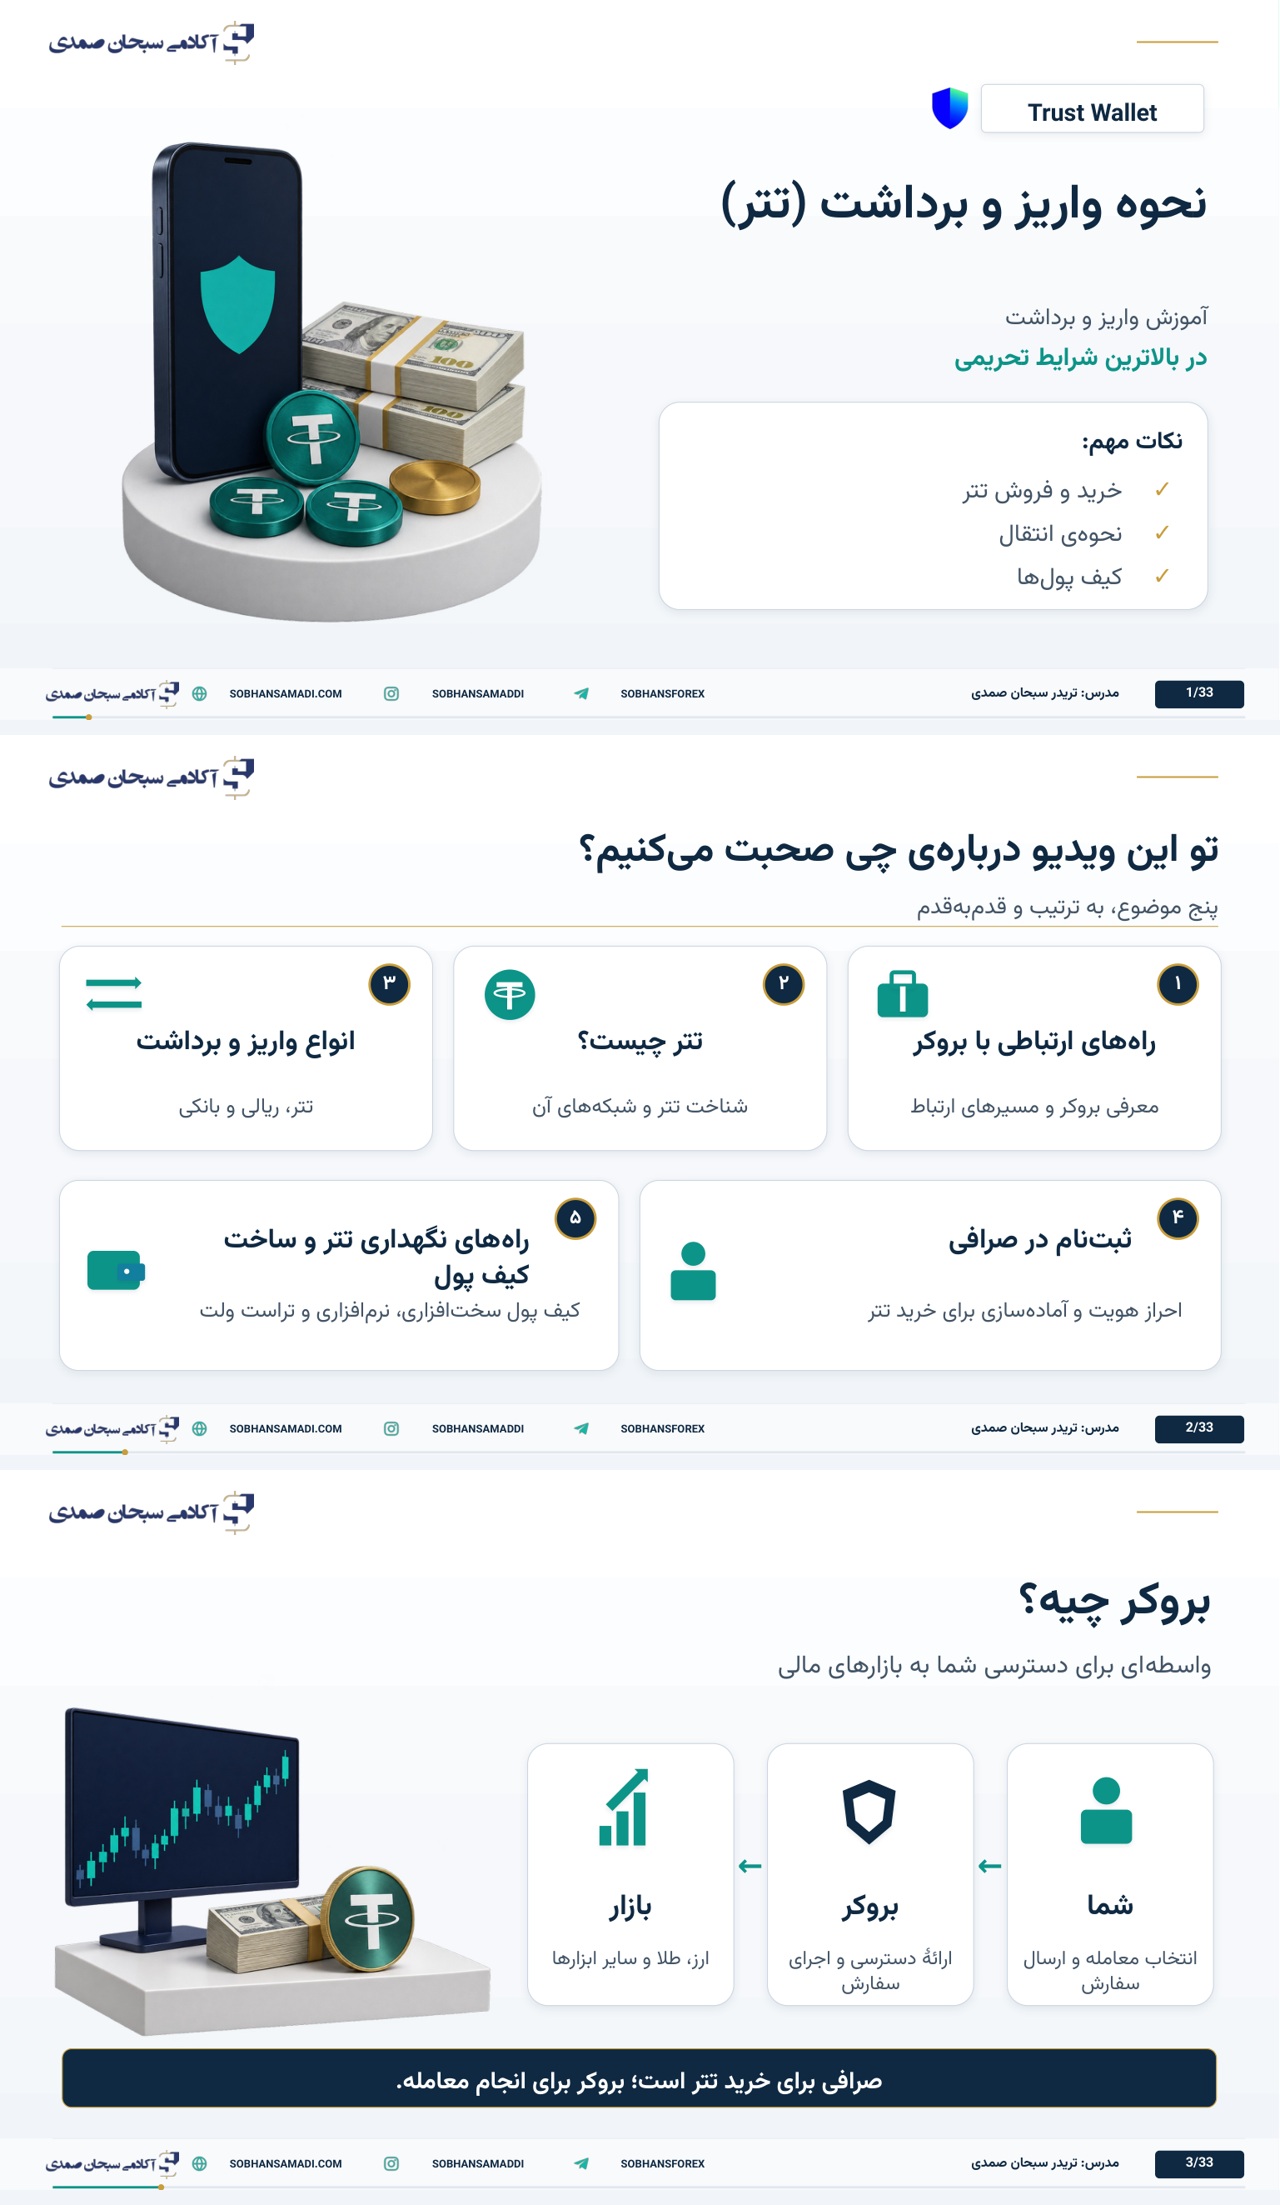 آکادمی سبحان صمدی
Trust Wallet
نحوه واریز و برداشت (تتر)
آموزش واریز و برداشت
در بالاترین شرایط تحریمی
نکات مهم:
✓ خرید و فروش تتر
✓ نحوه‌ی انتقال
✓ کیف پول‌ها
100
100
آکادمی سبحان صمدی
SOBHANSAMADI.COM
SOBHANSAMADDI
SOBHANSFOREX
مدرس: تریدر سبحان صمدی
1/33
آکادمی سبحان صمدی
تو این ویدیو درباره‌ی چی صحبت می‌کنیم؟
پنج موضوع، به ترتیب و قدم‌به‌قدم
۱
راه‌های ارتباطی با بروکر
معرفی بروکر و مسیرهای ارتباط
۲
تتر چیست؟
شناخت تتر و شبکه‌های آن
۳
انواع واریز و برداشت
تتر، ریالی و بانکی
۴
ثبت‌نام در صرافی
احراز هویت و آماده‌سازی برای خرید تتر
۵
راه‌های نگهداری تتر و ساخت
کیف پول
کیف پول سخت‌افزاری، نرم‌افزاری و تراست ولت
آکادمی سبحان صمدی
SOBHANSAMADI.COM
SOBHANSAMADDI
SOBHANSFOREX
مدرس: تریدر سبحان صمدی
2/33
آکادمی سبحان صمدی
بروکر چیه؟
واسطه‌ای برای دسترسی شما به بازارهای مالی
شما
انتخاب معامله و ارسال
سفارش
←
بروکر
ارائهٔ دسترسی و اجرای
سفارش
←
بازار
ارز، طلا و سایر ابزارها
صرافی برای خرید تتر است؛ بروکر برای انجام معامله.
آکادمی سبحان صمدی
SOBHANSAMADI.COM
SOBHANSAMADDI
SOBHANSFOREX
مدرس: تریدر سبحان صمدی
3/33